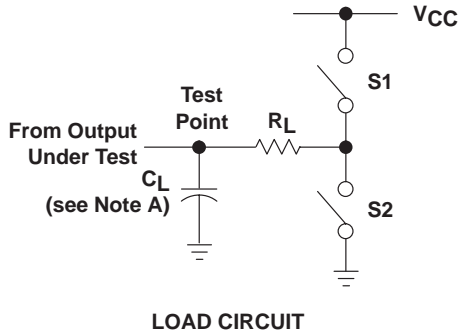 VCC
S1
Test
Point
RL
From Output
Under Test
CL
(see Note A)
S2
LOAD CIRCUIT